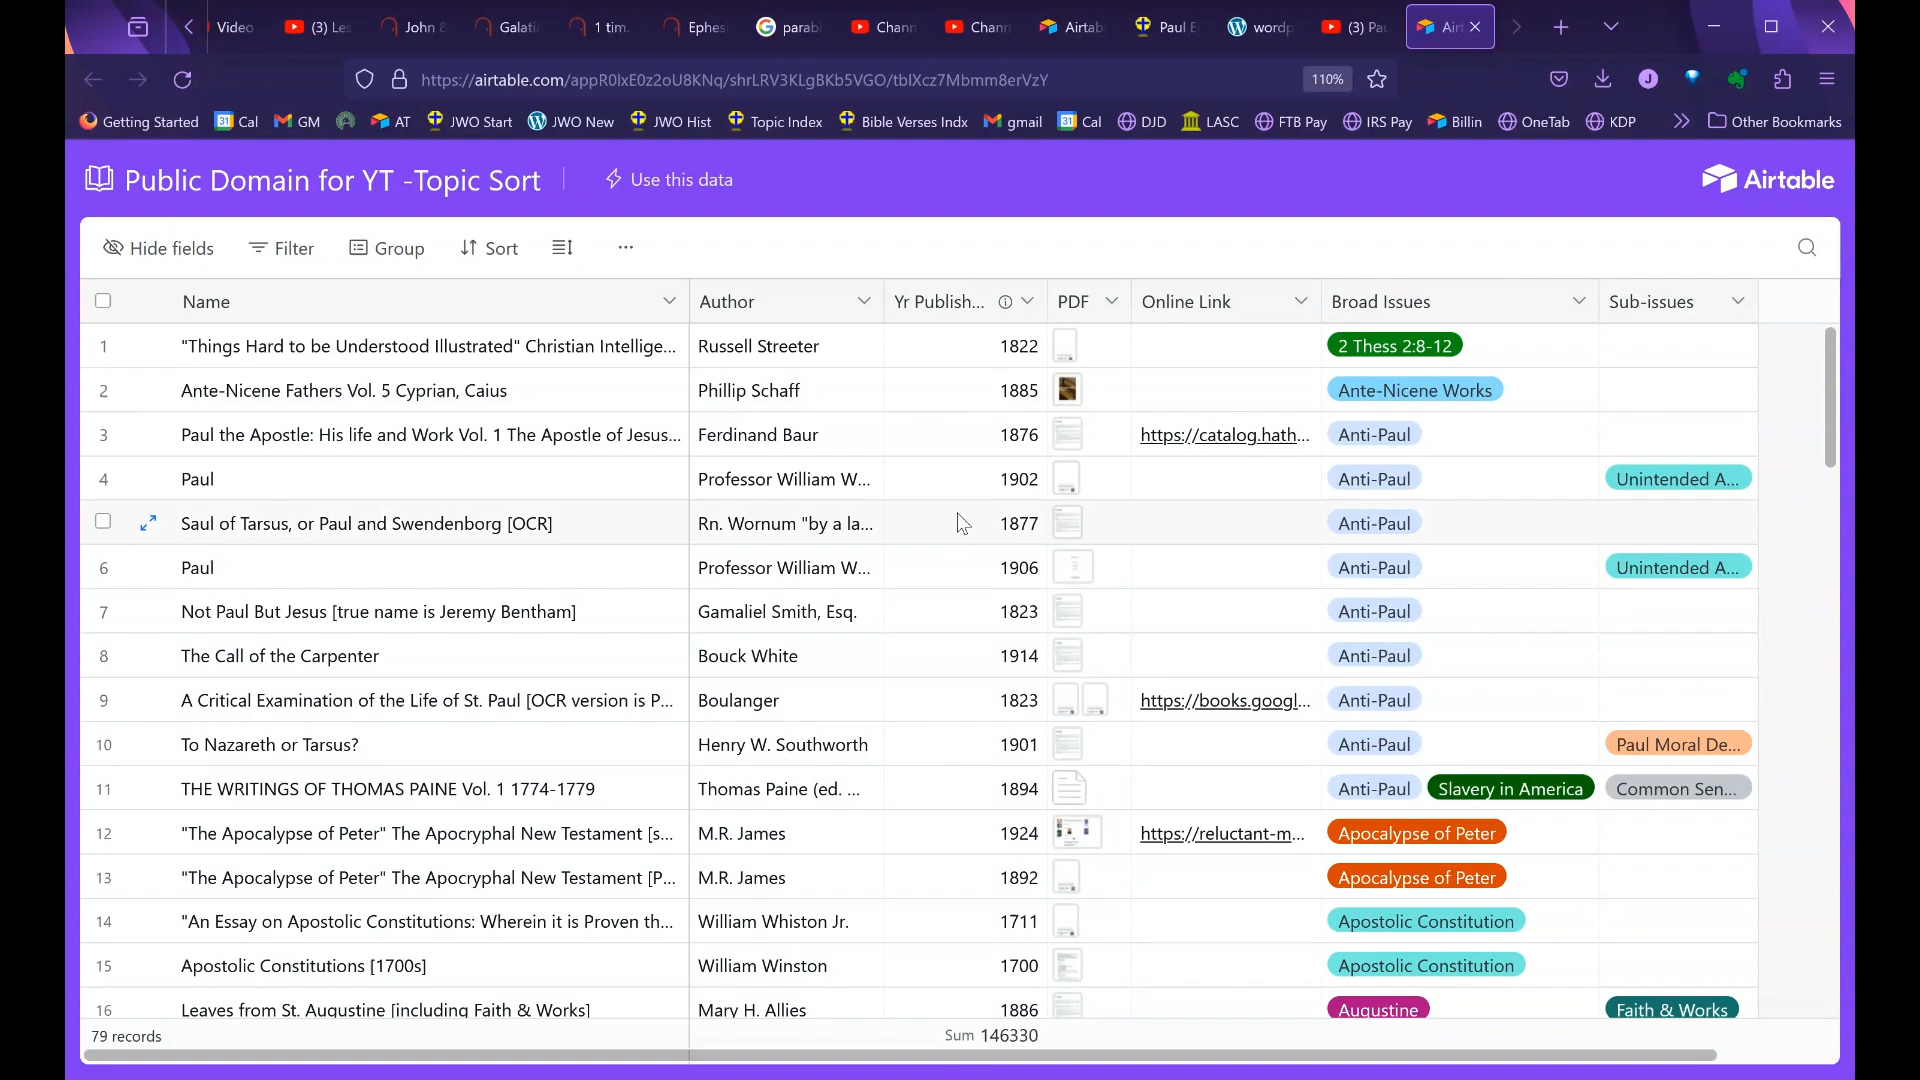 Video (3) Les John 8 Galati 1 tim. Ephes parabl Chann Chann Airtab Paul E wordp (3) Pau Airt
https://airtable.com/appR0lxE0z2oU8KNq/shrLRV3KLgBKb5VGO/tblXcz7Mbmm8erVzY 110% J
Getting Started Cal GM AT JWO Start JWO New JWO Hist Topic Index Bible Verses Indx gmail Cal DJD LASC FTB Pay IRS Pay Billin OneTab KDP Other Bookmarks
Public Domain for YT -Topic Sort Use this data Airtable
Hide fields Filter Group Sort
Name Author Yr Publish... PDF Online Link Broad Issues Sub-issues
1 "Things Hard to be Understood Illustrated" Christian Intellige... Russell Streeter 1822 2 Thess 2:8-12
2 Ante-Nicene Fathers Vol. 5 Cyprian, Caius Phillip Schaff 1885 Ante-Nicene Works
3 Paul the Apostle: His life and Work Vol. 1 The Apostle of Jesus... Ferdinand Baur 1876 https://catalog.hath... Anti-Paul
4 Paul Professor William W... 1902 Anti-Paul Unintended A...
Saul of Tarsus, or Paul and Swendenborg [OCR] Rn. Wornum "by a la... 1877 Anti-Paul
6 Paul Professor William W... 1906 Anti-Paul Unintended A...
7 Not Paul But Jesus [true name is Jeremy Bentham] Gamaliel Smith, Esq. 1823 Anti-Paul
8 The Call of the Carpenter Bouck White 1914 Anti-Paul
9 A Critical Examination of the Life of St. Paul [OCR version is P... Boulanger 1823 https://books.googl... Anti-Paul
10 To Nazareth or Tarsus? Henry W. Southworth 1901 Anti-Paul Paul Moral De...
11 THE WRITINGS OF THOMAS PAINE Vol. 1 1774-1779 Thomas Paine (ed. ... 1894 Anti-Paul Slavery in America Common Sen...
12 "The Apocalypse of Peter" The Apocryphal New Testament [s... M.R. James 1924 https://reluctant-m... Apocalypse of Peter
13 "The Apocalypse of Peter" The Apocryphal New Testament [P... M.R. James 1892 Apocalypse of Peter
14 "An Essay on Apostolic Constitutions: Wherein it is Proven th... William Whiston Jr. 1711 Apostolic Constitution
15 Apostolic Constitutions [1700s] William Winston 1700 Apostolic Constitution
16 Leaves from St. Augustine [including Faith & Works] Mary H. Allies 1886 Augustine Faith & Works
79 records Sum 146330